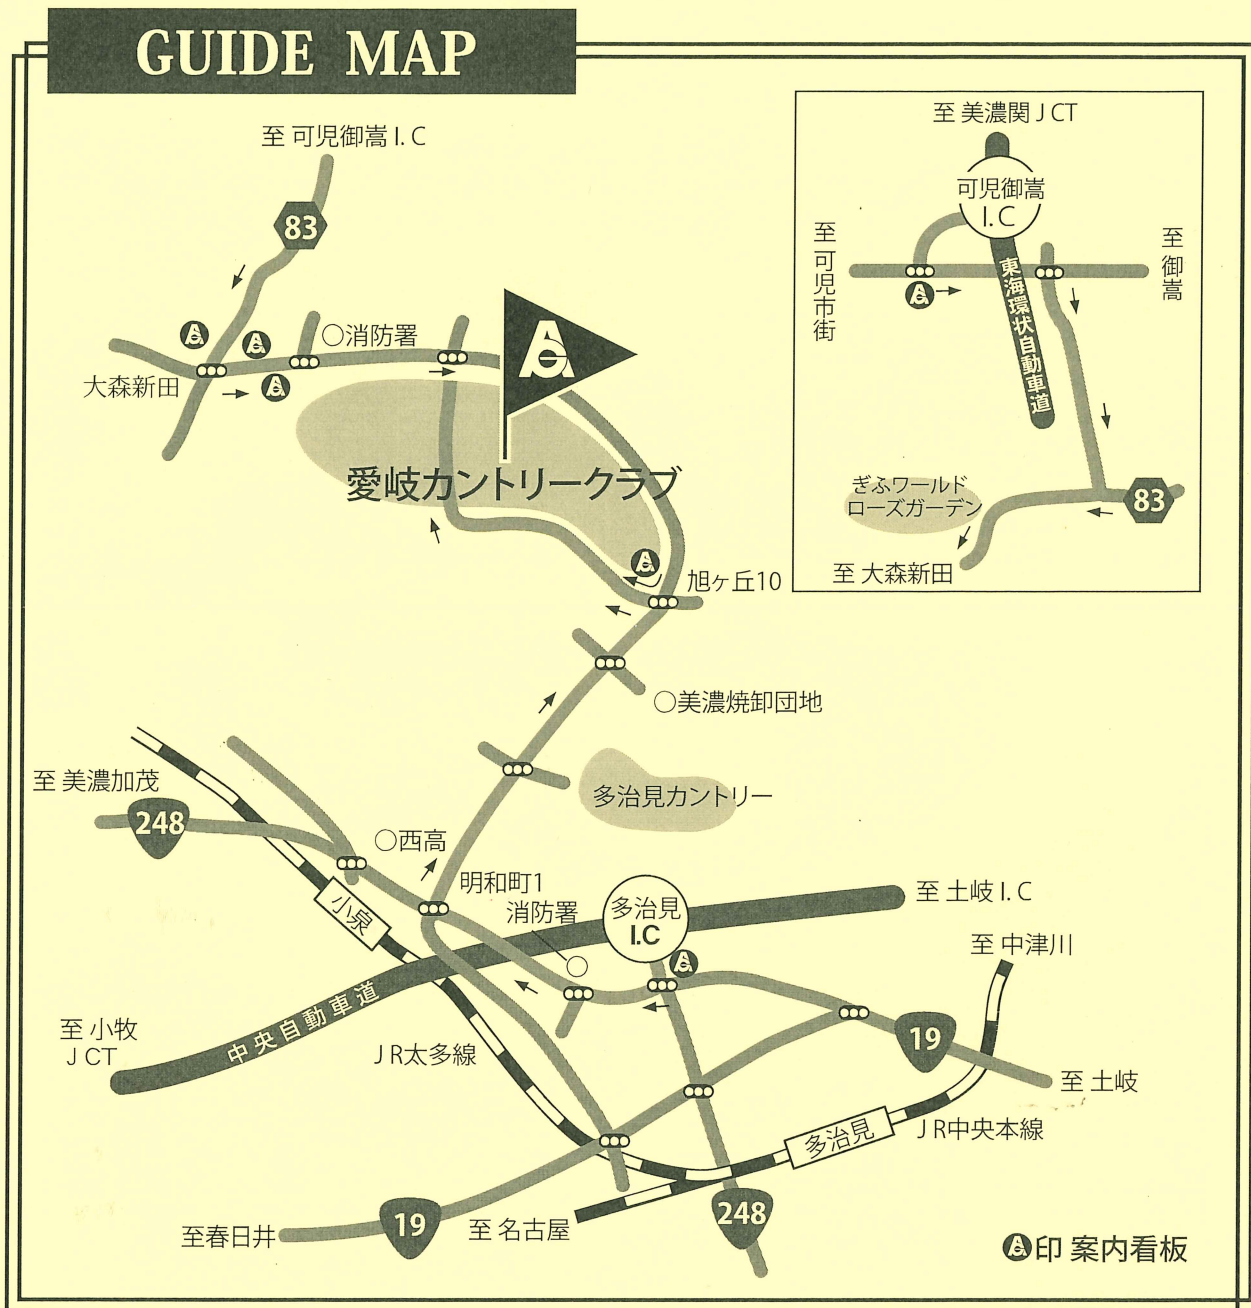 GUIDE MAP
至 可児御嵩 I. C
83
○消防署
大森新田
愛岐カントリークラブ
旭ヶ丘10
○美濃焼卸団地
多治見カントリー
至 美濃加茂
248
○西高
小泉
明和町1
消防署
多治見
I.C
至 土岐 I. C
至 中津川
中央自動車道
至 小牧
J CT
J R太多線
19
至 土岐
多治見
J R中央本線
至春日井
19
至 名古屋
248
印 案内看板
至 美濃関 J CT
可児御嵩
I. C
至 可児市街
至 御嵩
東海環状自動車道
ぎふワールド
ローズガーデン
83
至 大森新田